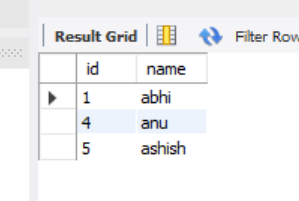 Result Grid Filter Row
id name
1 abhi
4 anu
5 ashish